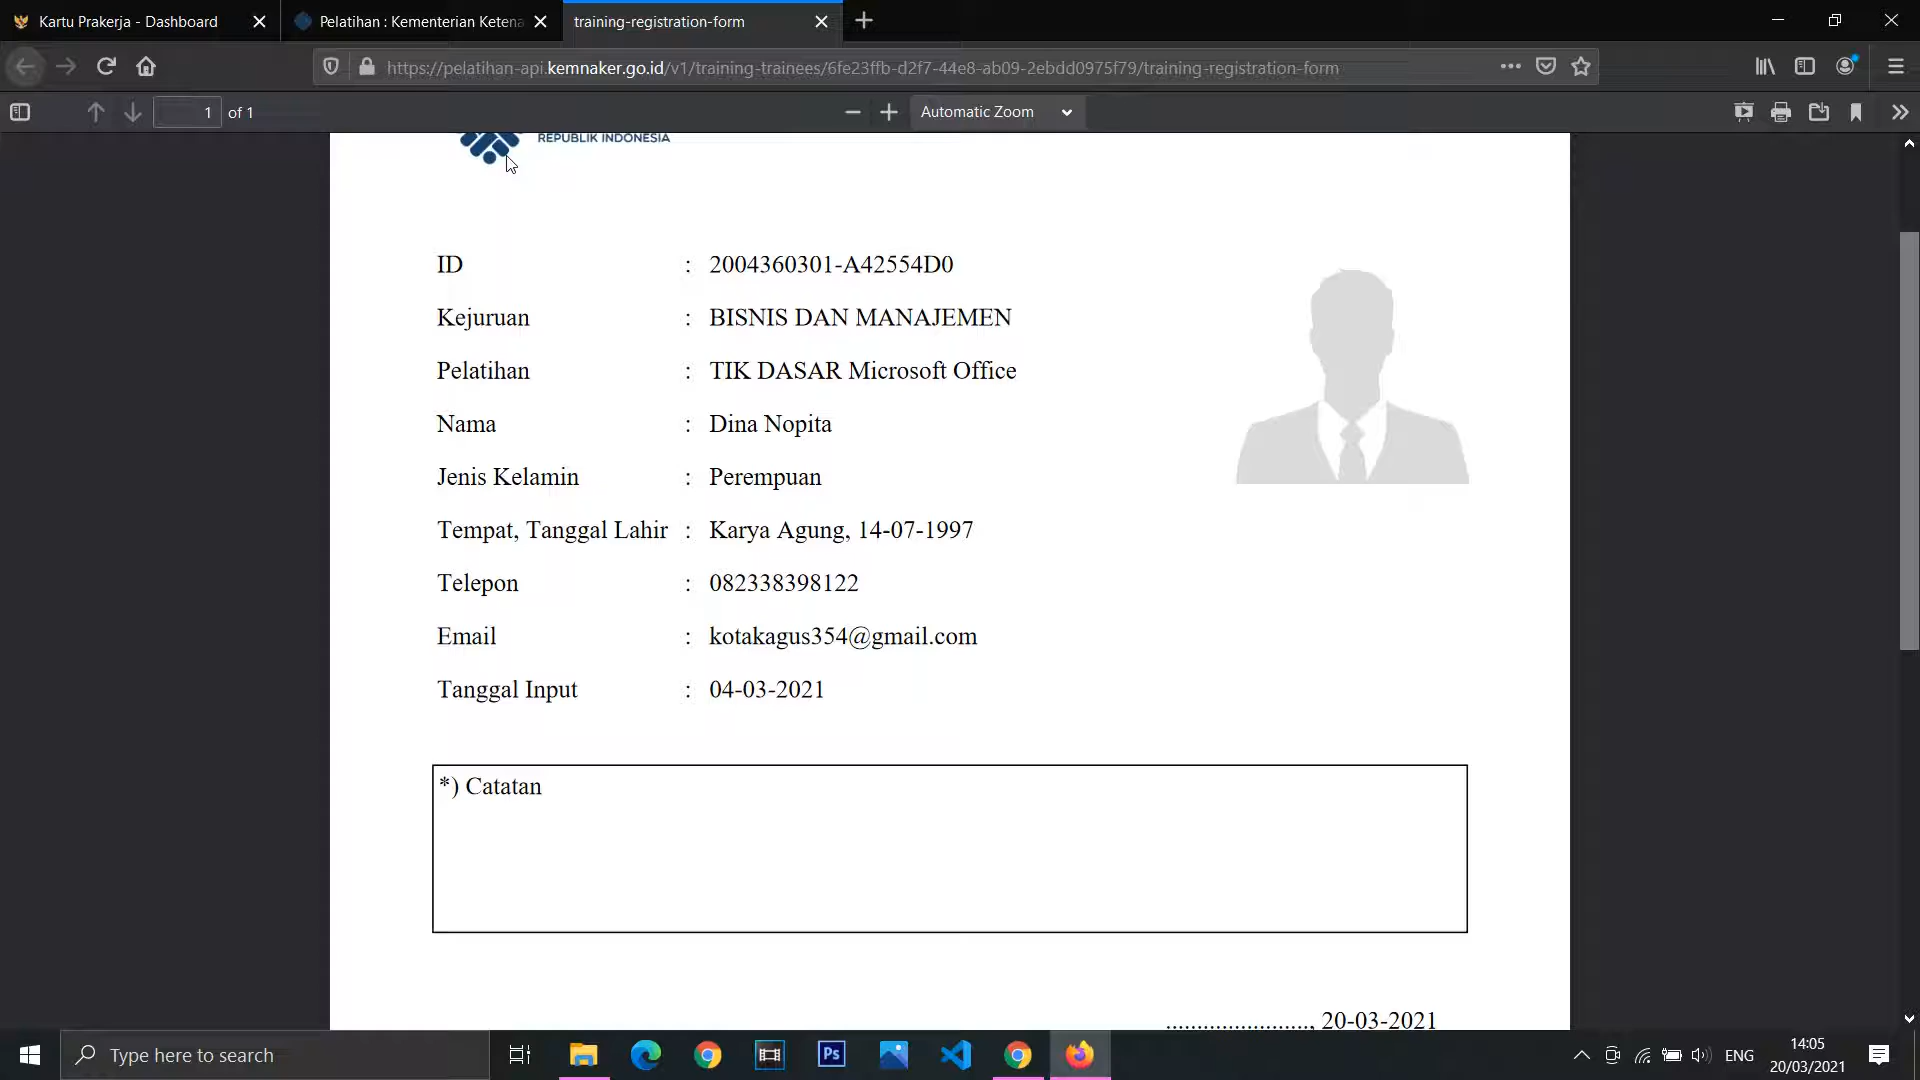 Kartu Prakerja - Dashboard
Pelatihan : Kementerian Ketena
training-registration-form
https://pelatihan-api.kemnaker.go.id/v1/training-trainees/6fe23ffb-d2f7-44e8-ab09-2ebdd0975f79/training-registration-form
1 of 1
Automatic Zoom
REPUBLIK INDONESIA
ID : 2004360301-A42554D0
Kejuruan : BISNIS DAN MANAJEMEN
Pelatihan : TIK DASAR Microsoft Office
Nama : Dina Nopita
Jenis Kelamin : Perempuan
Tempat, Tanggal Lahir : Karya Agung, 14-07-1997
Telepon : 082338398122
Email : kotakagus354@gmail.com
Tanggal Input : 04-03-2021
*) Catatan
......................., 20-03-2021
Type here to search
Ps
ENG
14:05
20/03/2021